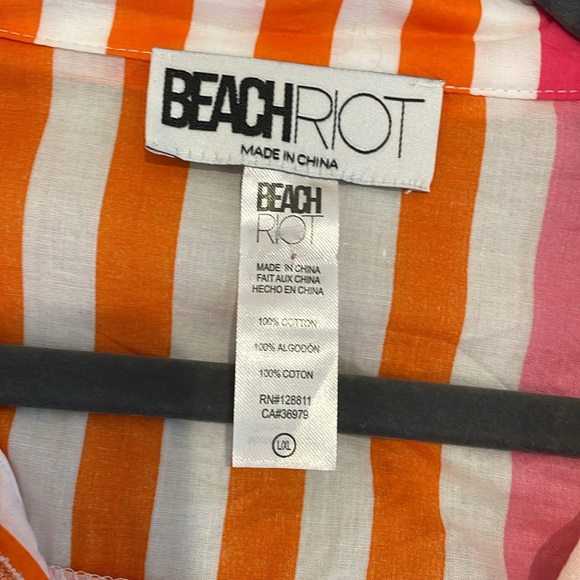 BEACHRIOT
MADE IN CHINA
BEACH
RIOT
MADE IN CHINA
FAIT AUX CHINA
HECHO EN CHINA
100% COTTON
100% ALGODÓN
100% COTON
RN#128811
CA#36979
L/XL